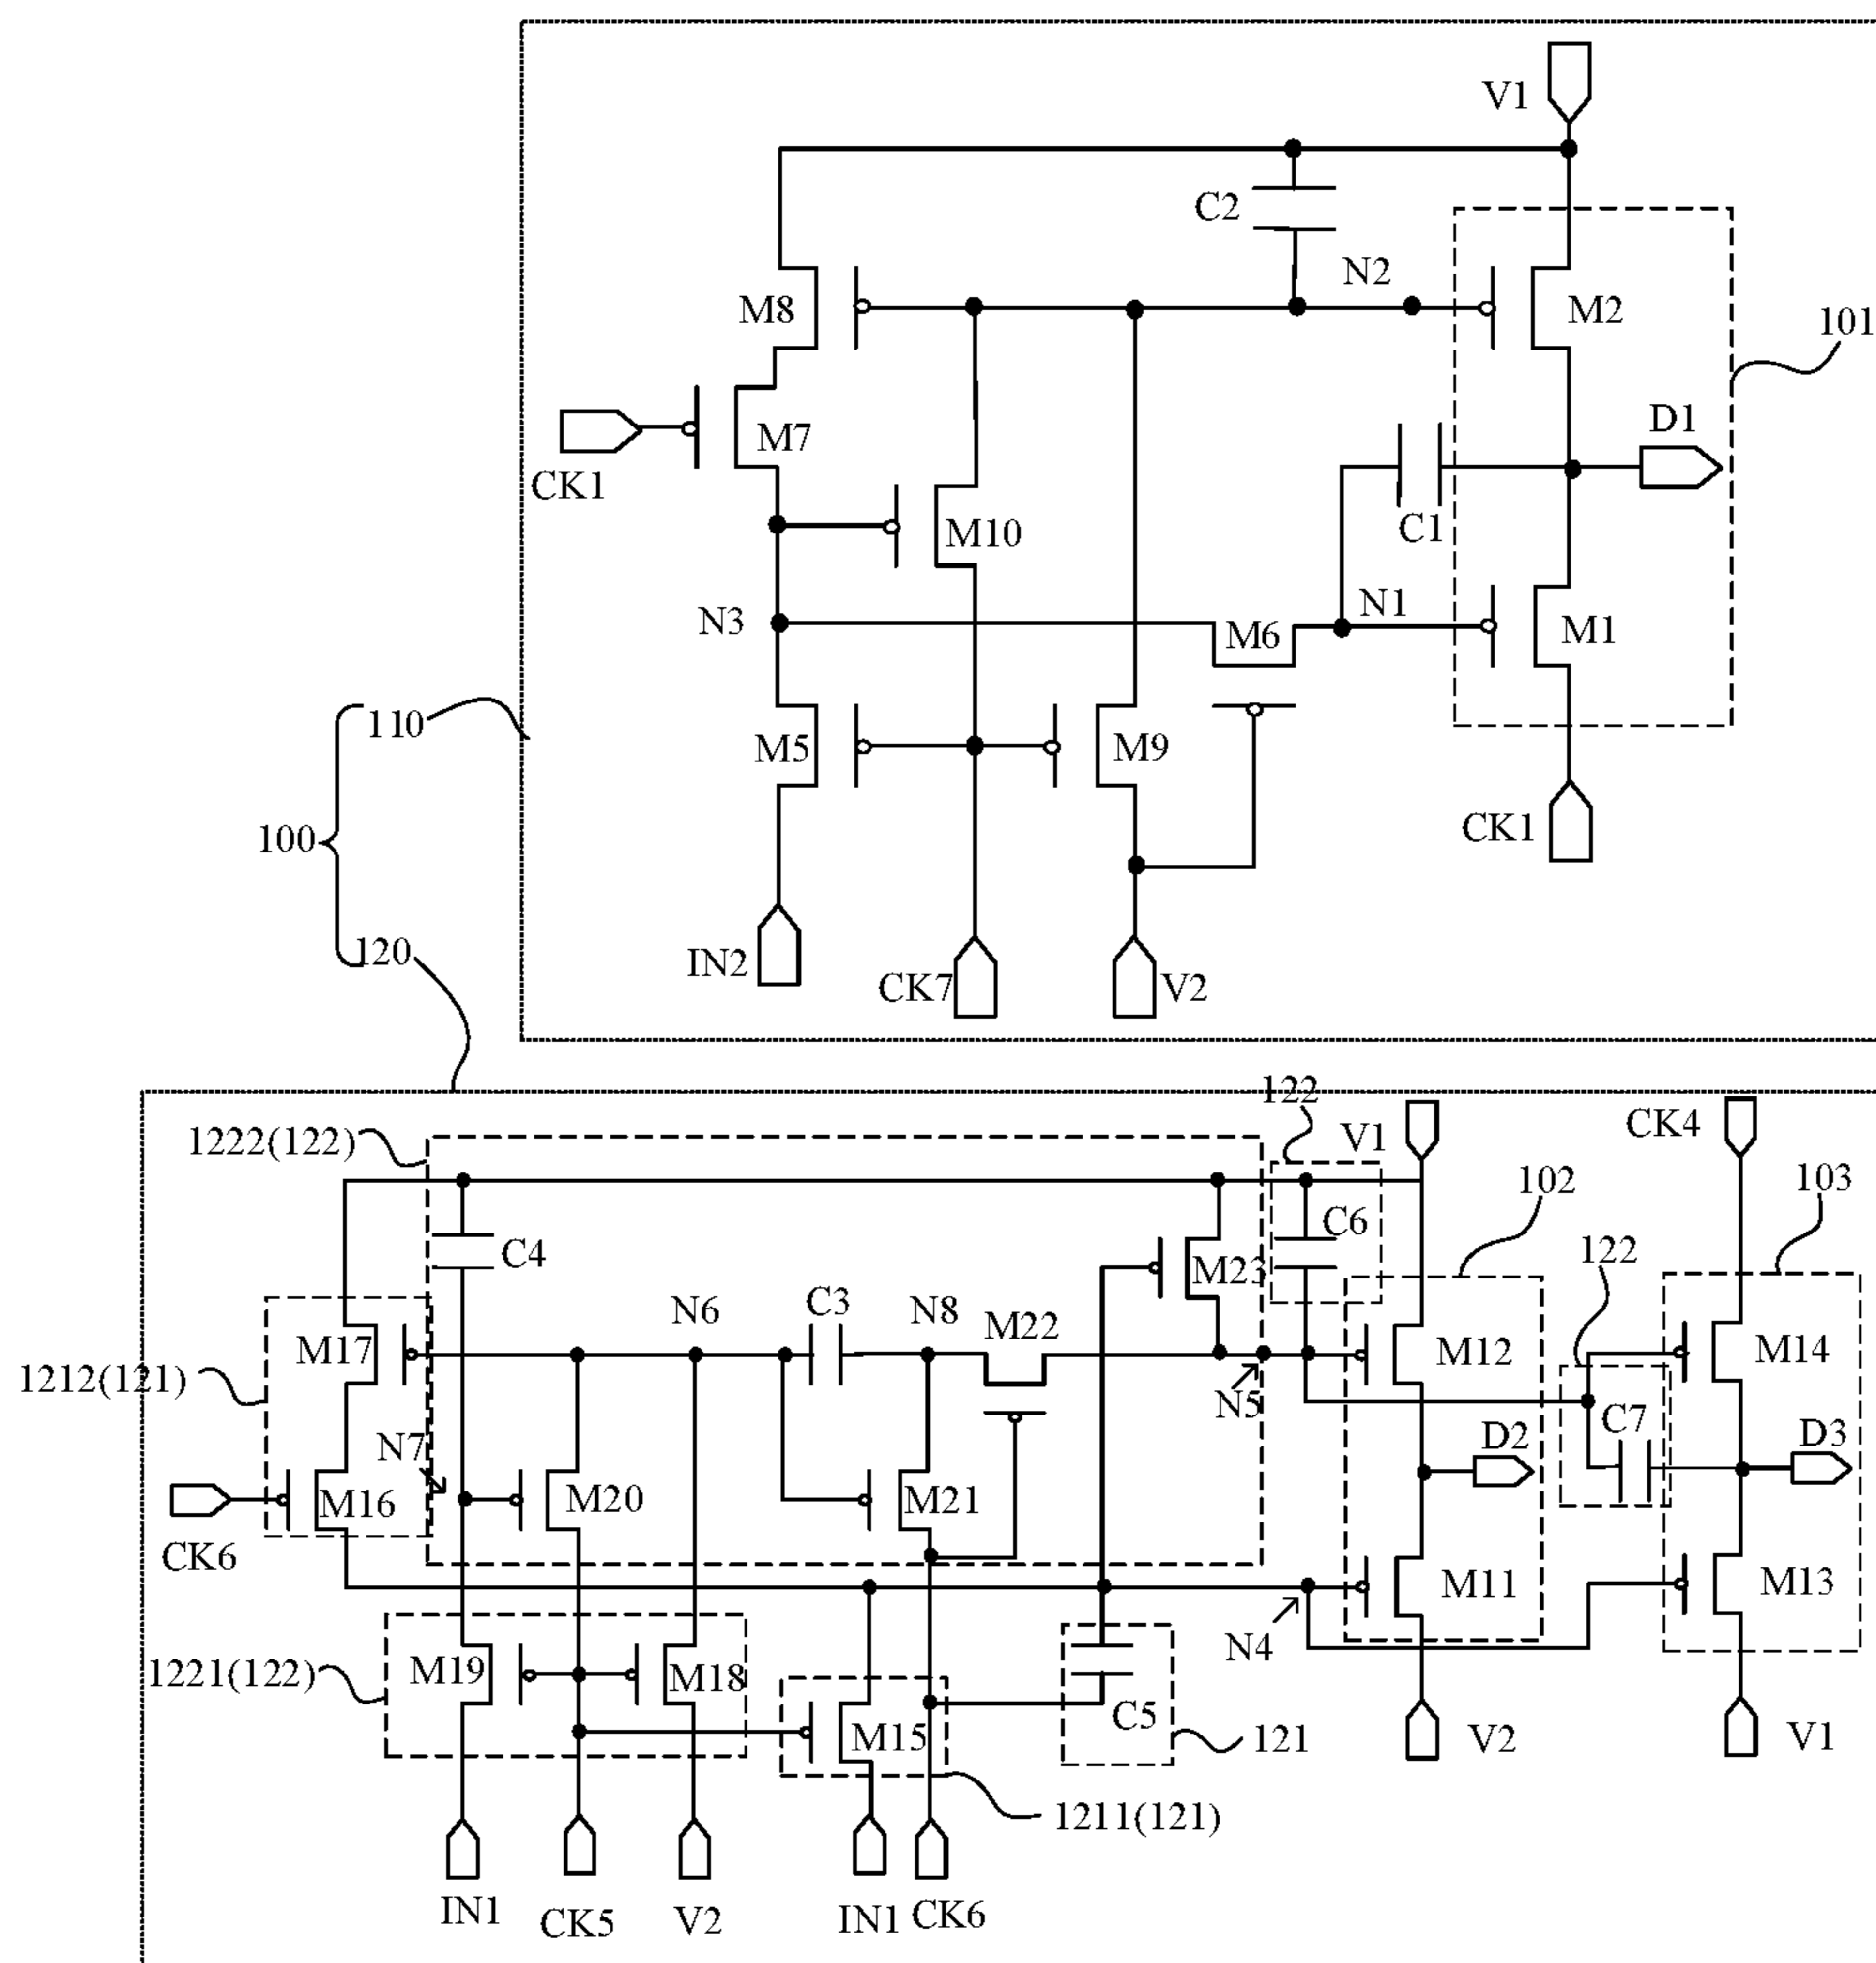 V1
C2
N2
M8
M2
101
M7
D1
CK1
M10
C1
N3
M6
N1
M1
110
M5
M9
100
CK1
120
IN2
CK7
V2
122
1222(122)
V1
CK4
102
103
C4
C6
M23
122
N6
C3
N8
M22
M17
M12
M14
1212(121)
N5
C7
N7
D2
D3
M16
M20
M21
CK6
M11
M13
N4
1221(122)
M19
M18
M15
C5
121
V2
V1
1211(121)
IN1
CK5
V2
IN1
CK6